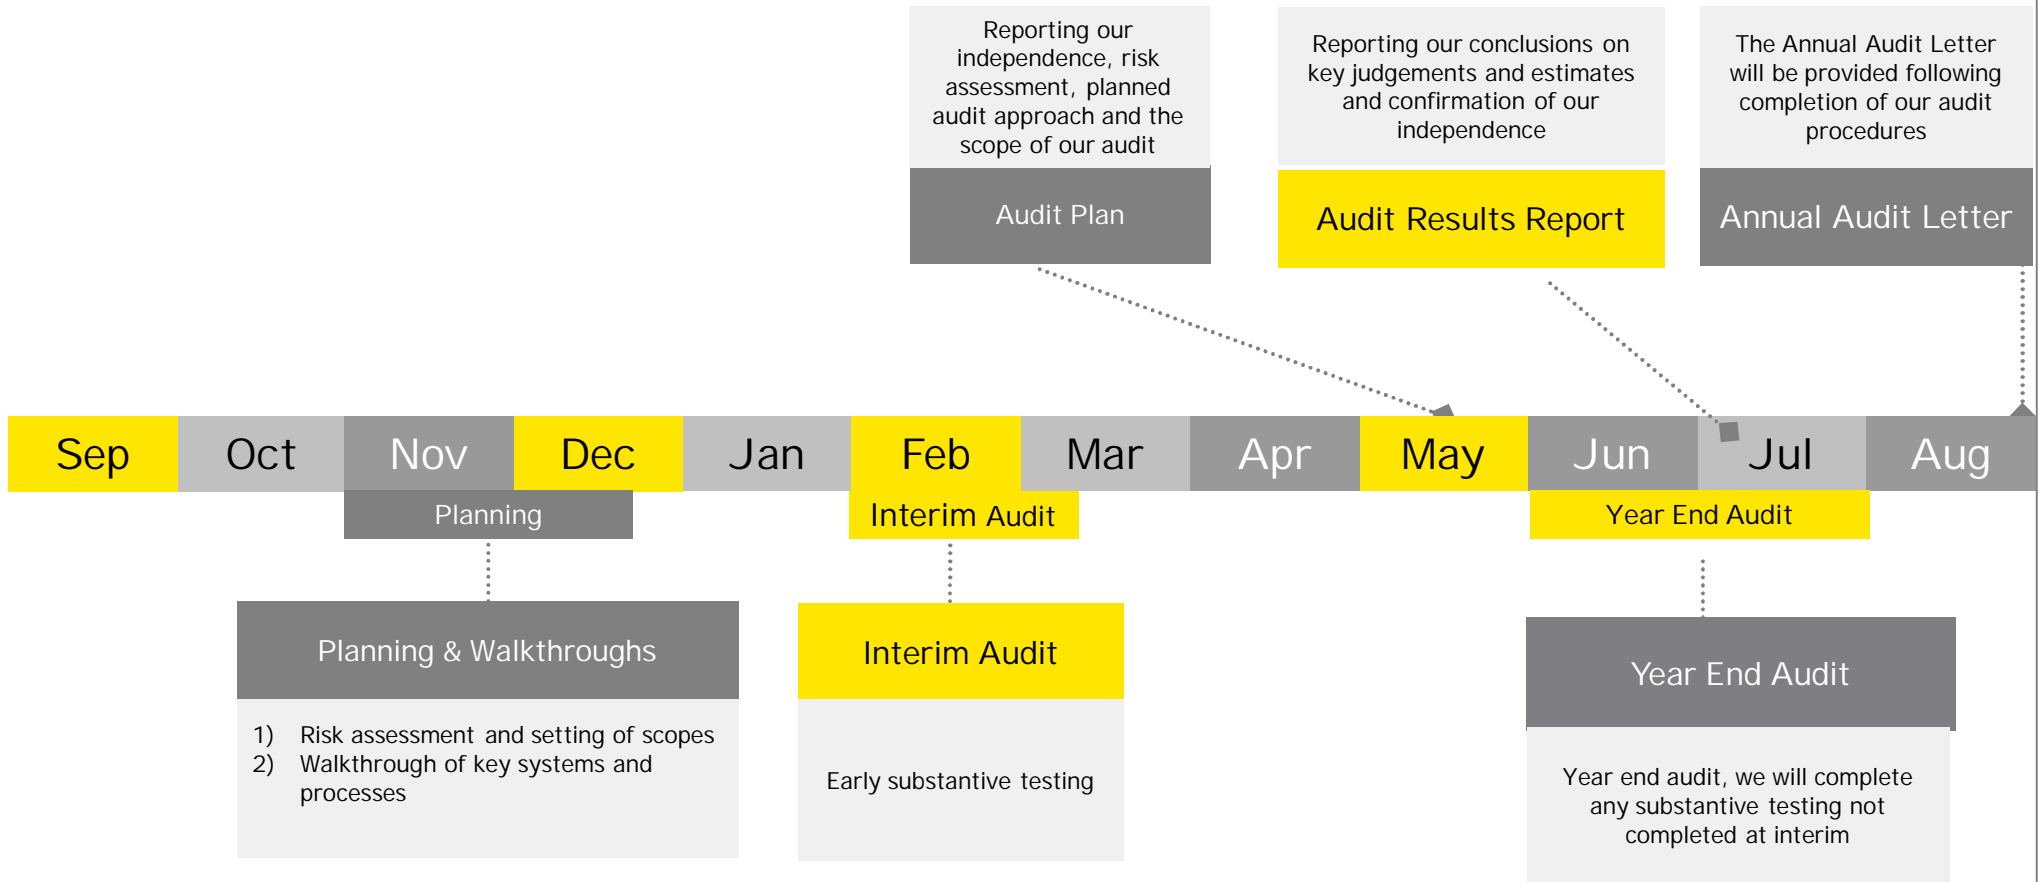 Reporting our
independence, risk
assessment, planned
audit approach and the
scope of our audit
Audit Plan
Reporting our conclusions on
key judgements and estimates
and confirmation of our
independence
Audit Results Report
The Annual Audit Letter
will be provided following
completion of our audit
procedures
Annual Audit Letter
Sep Oct Nov Dec Jan Feb Mar Apr May Jun Jul Aug
Planning
Interim Audit
Year End Audit
Planning & Walkthroughs
1) Risk assessment and setting of scopes
2) Walkthrough of key systems and
processes
Interim Audit
Early substantive testing
Year End Audit
Year end audit, we will complete
any substantive testing not
completed at interim